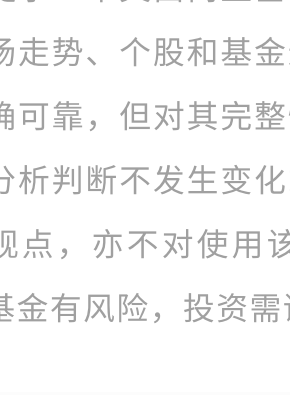 场走势、个股和基金
确可靠，但对其完整
分析判断不发生变化
观点，亦不对使用该
基金有风险，投资需